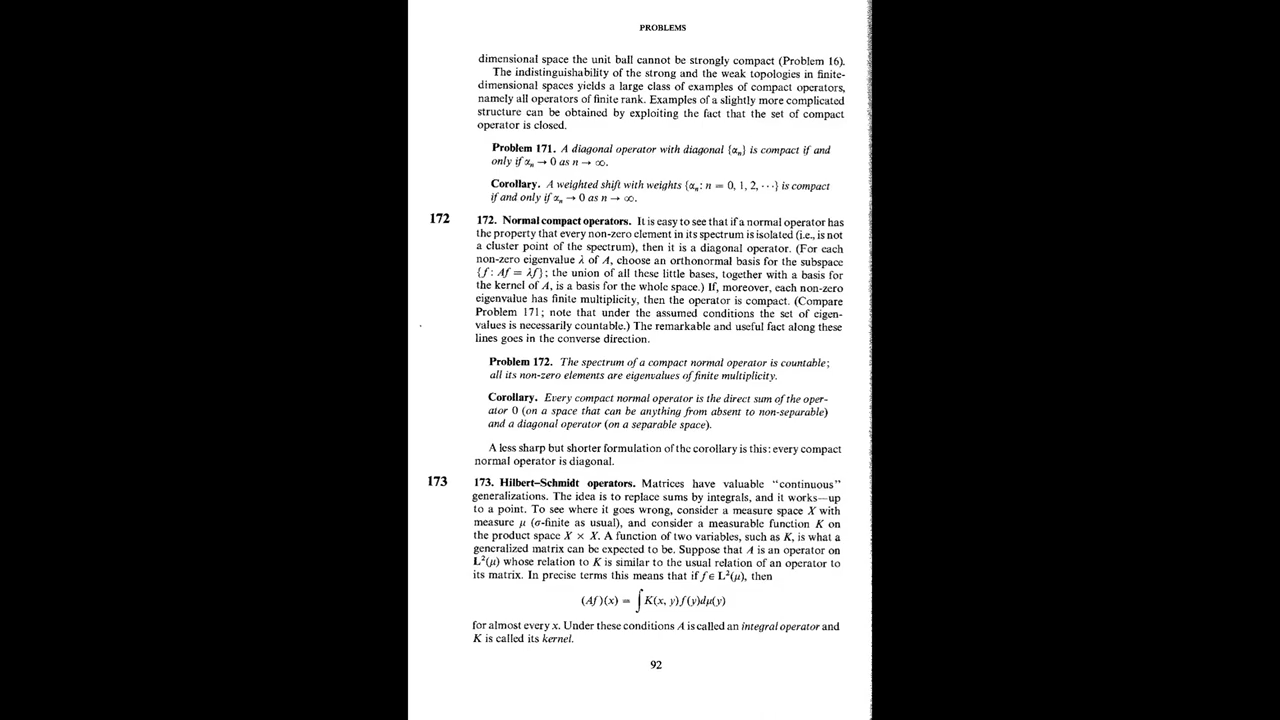 PROBLEMS
dimensional space the unit ball cannot be strongly compact (Problem 16).
The indistinguishability of the strong and the weak topologies in finite-
dimensional spaces yields a large class of examples of compact operators,
namely all operators of finite rank. Examples of a slightly more complicated
structure can be obtained by exploiting the fact that the set of compact
operator is closed.
Problem 171. A diagonal operator with diagonal {αₙ} is compact if and
only if αₙ → 0 as n → ∞.
Corollary. A weighted shift with weights {αₙ: n = 0, 1, 2, ···} is compact
if and only if αₙ → 0 as n → ∞.
172 172. Normal compact operators. It is easy to see that if a normal operator has
the property that every non-zero element in its spectrum is isolated (i.e., is not
a cluster point of the spectrum), then it is a diagonal operator. (For each
non-zero eigenvalue λ of A, choose an orthonormal basis for the subspace
{f: Af = λf}; the union of all these little bases, together with a basis for
the kernel of A, is a basis for the whole space.) If, moreover, each non-zero
eigenvalue has finite multiplicity, then the operator is compact. (Compare
Problem 171; note that under the assumed conditions the set of eigen-
values is necessarily countable.) The remarkable and useful fact along these
lines goes in the converse direction.
Problem 172. The spectrum of a compact normal operator is countable;
all its non-zero elements are eigenvalues of finite multiplicity.
Corollary. Every compact normal operator is the direct sum of the oper-
ator 0 (on a space that can be anything from absent to non-separable)
and a diagonal operator (on a separable space).
A less sharp but shorter formulation of the corollary is this: every compact
normal operator is diagonal.
173 173. Hilbert–Schmidt operators. Matrices have valuable "continuous"
generalizations. The idea is to replace sums by integrals, and it works—up
to a point. To see where it goes wrong, consider a measure space X with
measure μ (σ-finite as usual), and consider a measurable function K on
the product space X × X. A function of two variables, such as K, is what a
generalized matrix can be expected to be. Suppose that A is an operator on
L²(μ) whose relation to K is similar to the usual relation of an operator to
its matrix. In precise terms this means that if f ∈ L²(μ), then
(Af)(x) = ∫ K(x, y)f(y)dμ(y)
for almost every x. Under these conditions A is called an integral operator and
K is called its kernel.
92